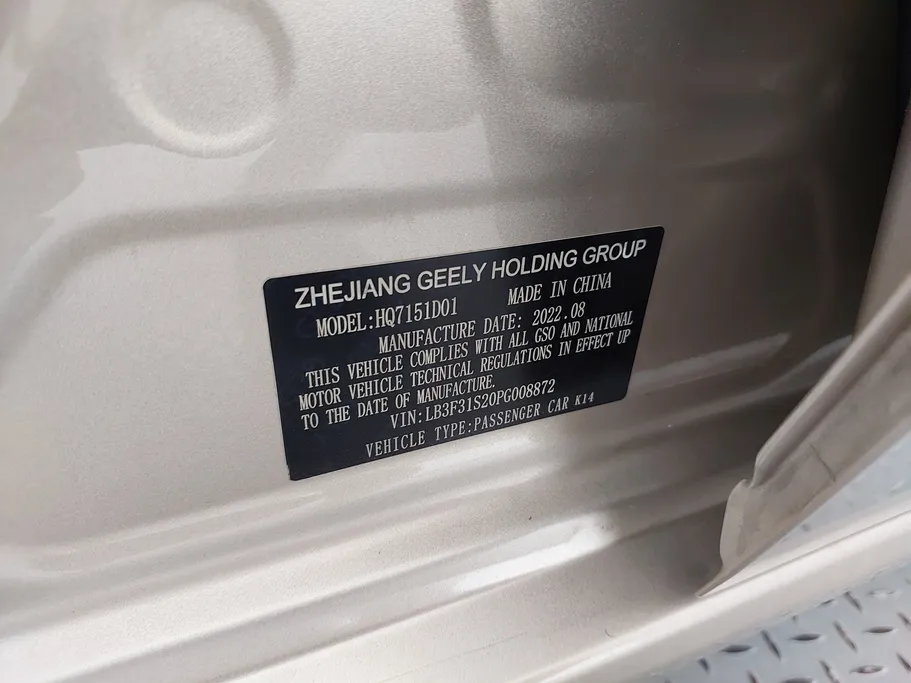 ZHEJIANG GEELY HOLDING GROUP
MODEL:HQ7151D01 MADE IN CHINA
MANUFACTURE DATE: 2022.08
THIS VEHICLE COMPLIES WITH ALL GSO AND NATIONAL
MOTOR VEHICLE TECHNICAL REGULATIONS IN EFFECT UP
TO THE DATE OF MANUFACTURE.
VIN:LB3F31S20PG008872
VEHICLE TYPE:PASSENGER CAR K14